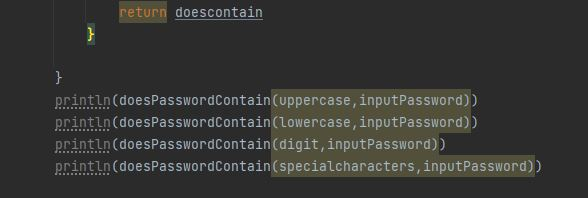 return doescontain
}
}
println(doesPasswordContain(uppercase,inputPassword))
println(doesPasswordContain(lowercase,inputPassword))
println(doesPasswordContain(digit,inputPassword))
println(doesPasswordContain(specialcharacters,inputPassword))